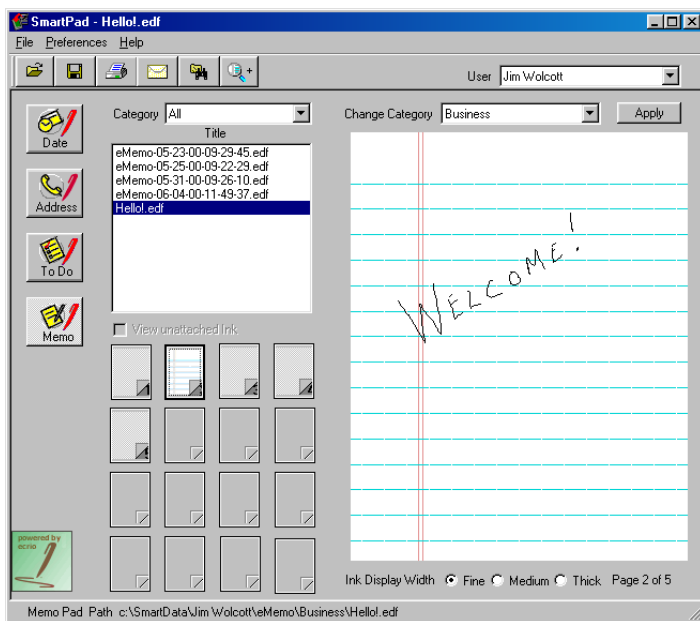 SmartPad - Hello!.edf
File Preferences Help
User Jim Wolcott
Date
Address
To Do
Memo
Category All
Title
eMemo-05-23-00-09-29-45.edf
eMemo-05-25-00-09-22-29.edf
eMemo-05-31-00-09-26-10.edf
eMemo-06-04-00-11-49-37.edf
Hello!.edf
View unattached Ink
1 3 4
Change Category Business Apply
WELCOME!
Ink Display Width Fine Medium Thick Page 2 of 5
powered by
ecrio
Memo Pad Path c:\SmartData\Jim Wolcott\eMemo\Business\Hello!.edf